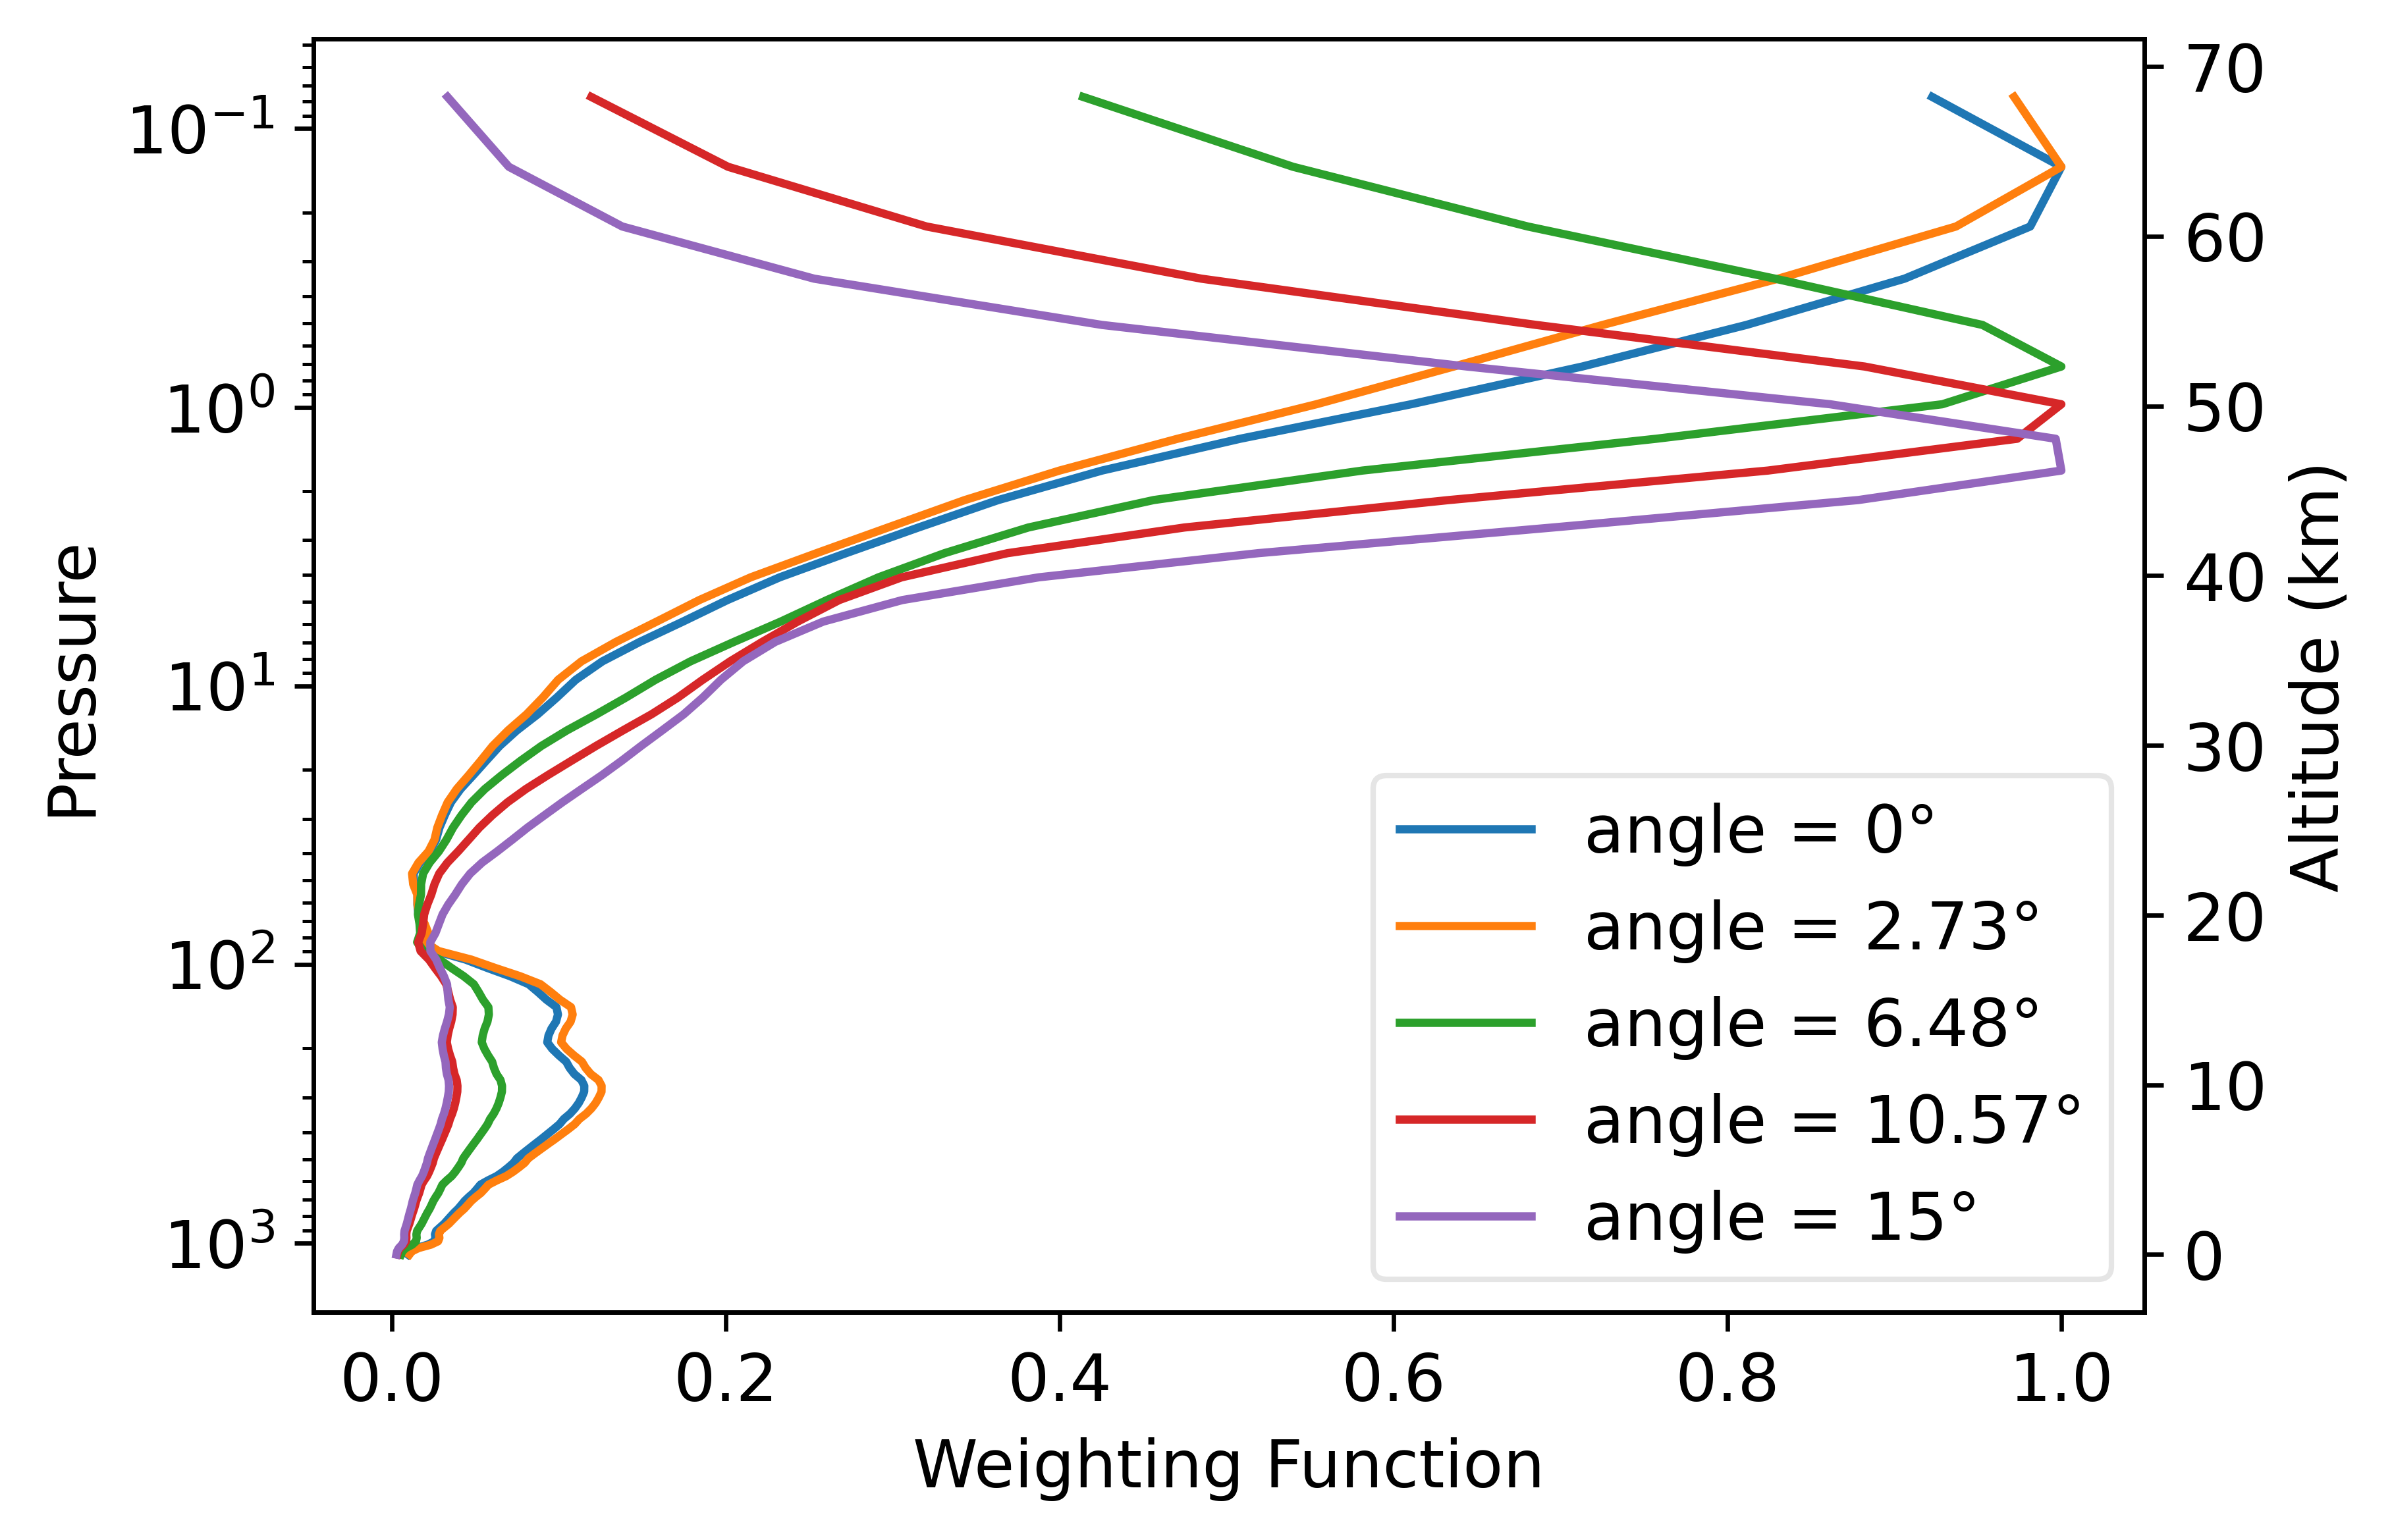 10⁻¹
10⁰
10¹
10²
10³
Pressure
70
60
50
40
30
20
10
0
Altitude (km)
angle = 0°
angle = 2.73°
angle = 6.48°
angle = 10.57°
angle = 15°
0.0 0.2 0.4 0.6 0.8 1.0
Weighting Function